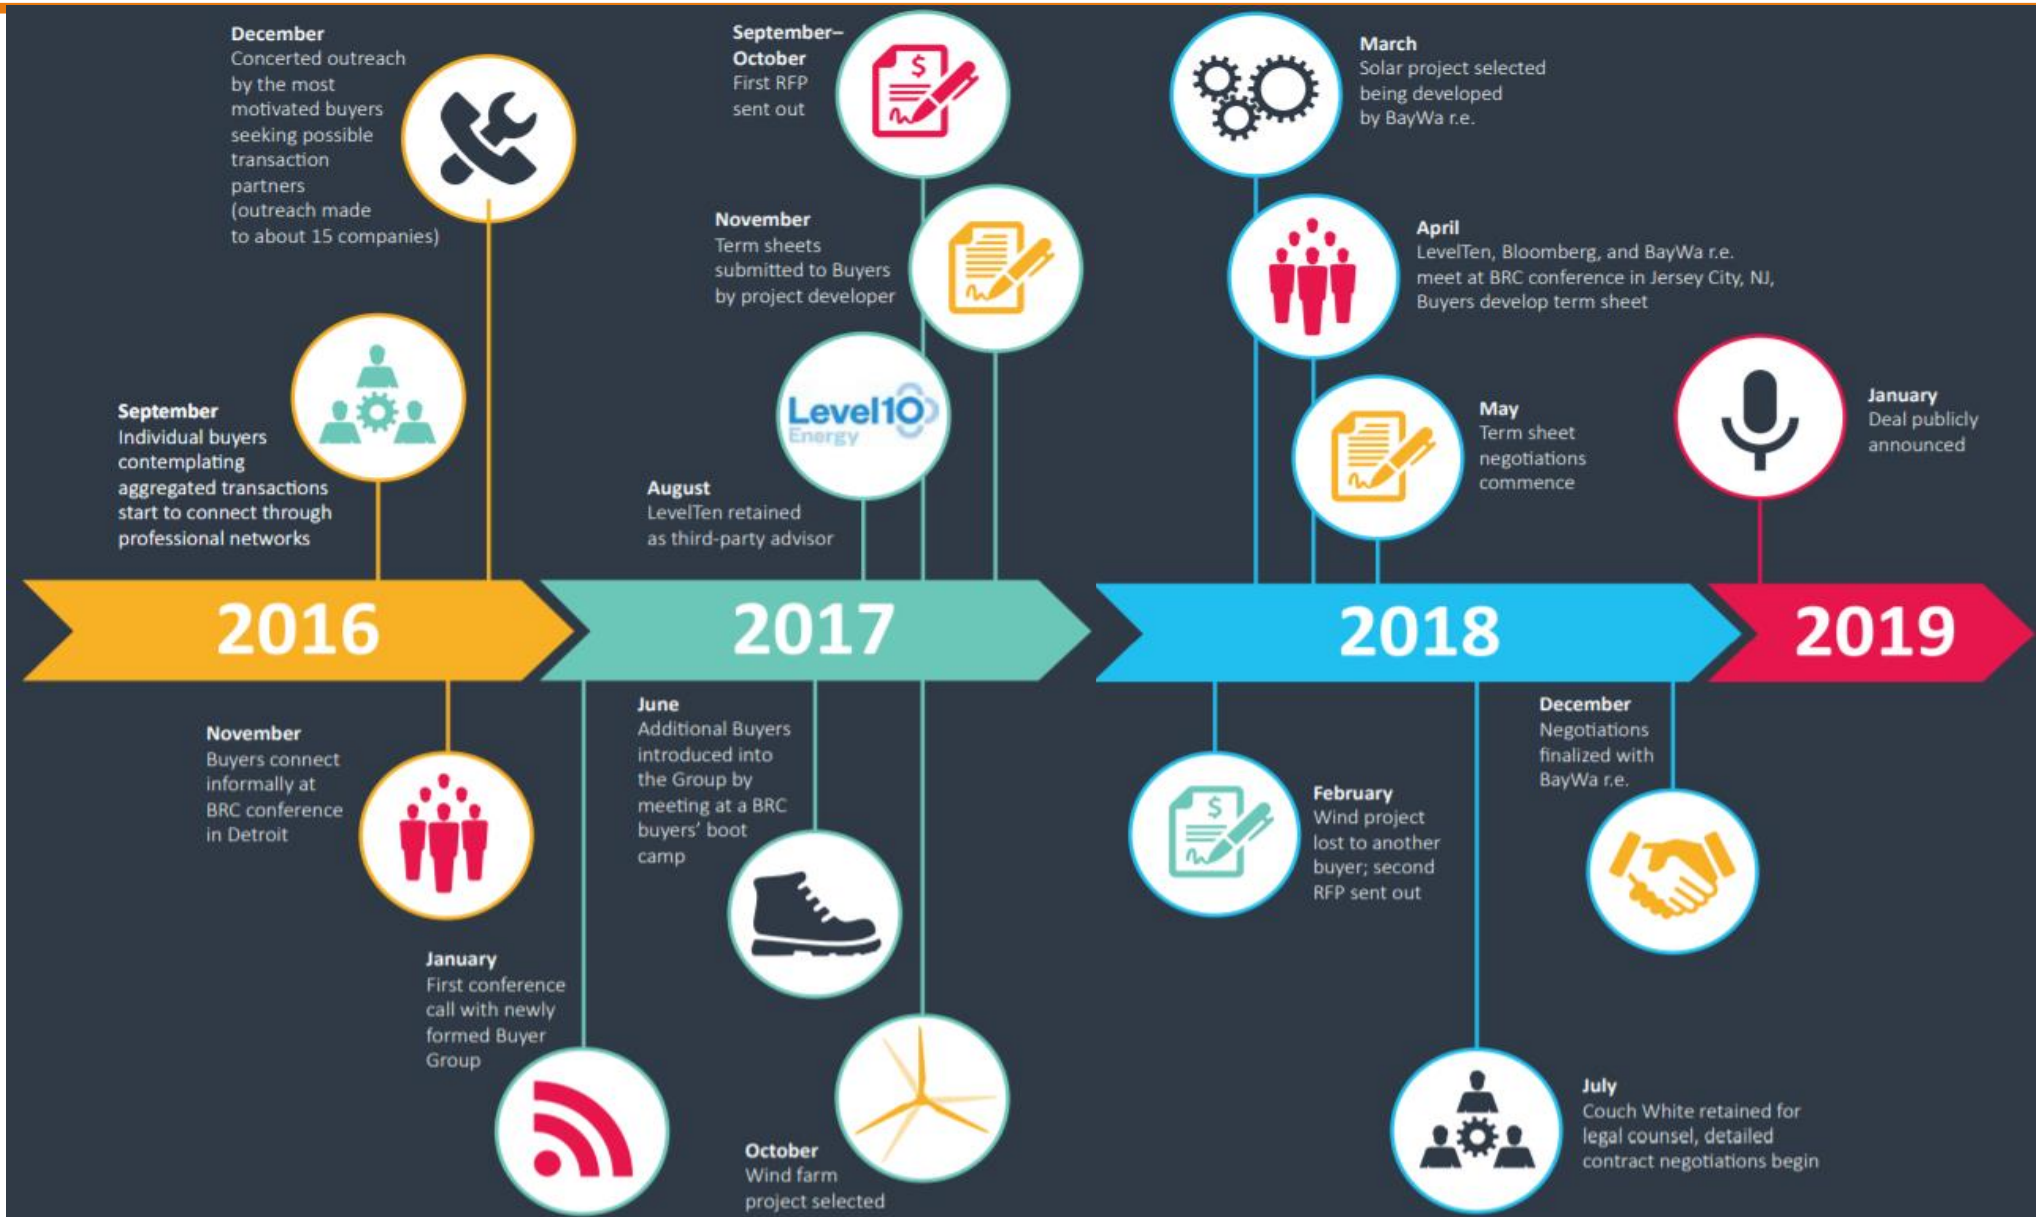 December
Concerted outreach
by the most
motivated buyers
seeking possible
transaction
partners
(outreach made
to about 15 companies)
September
Individual buyers
contemplating
aggregated transactions
start to connect through
professional networks
September–
October
First RFP
sent out
November
Term sheets
submitted to Buyers
by project developer
Level10
Energy
August
LevelTen retained
as third-party advisor
March
Solar project selected
being developed
by BayWa r.e.
April
LevelTen, Bloomberg, and BayWa r.e.
meet at BRC conference in Jersey City, NJ,
Buyers develop term sheet
May
Term sheet
negotiations
commence
January
Deal publicly
announced
2016
2017
2018
2019
November
Buyers connect
informally at
BRC conference
in Detroit
January
First conference
call with newly
formed Buyer
Group
June
Additional Buyers
introduced into
the Group by
meeting at a BRC
buyers’ boot
camp
October
Wind farm
project selected
$
$
February
Wind project
lost to another
buyer; second
RFP sent out
December
Negotiations
finalized with
BayWa r.e.
July
Couch White retained for
legal counsel, detailed
contract negotiations begin